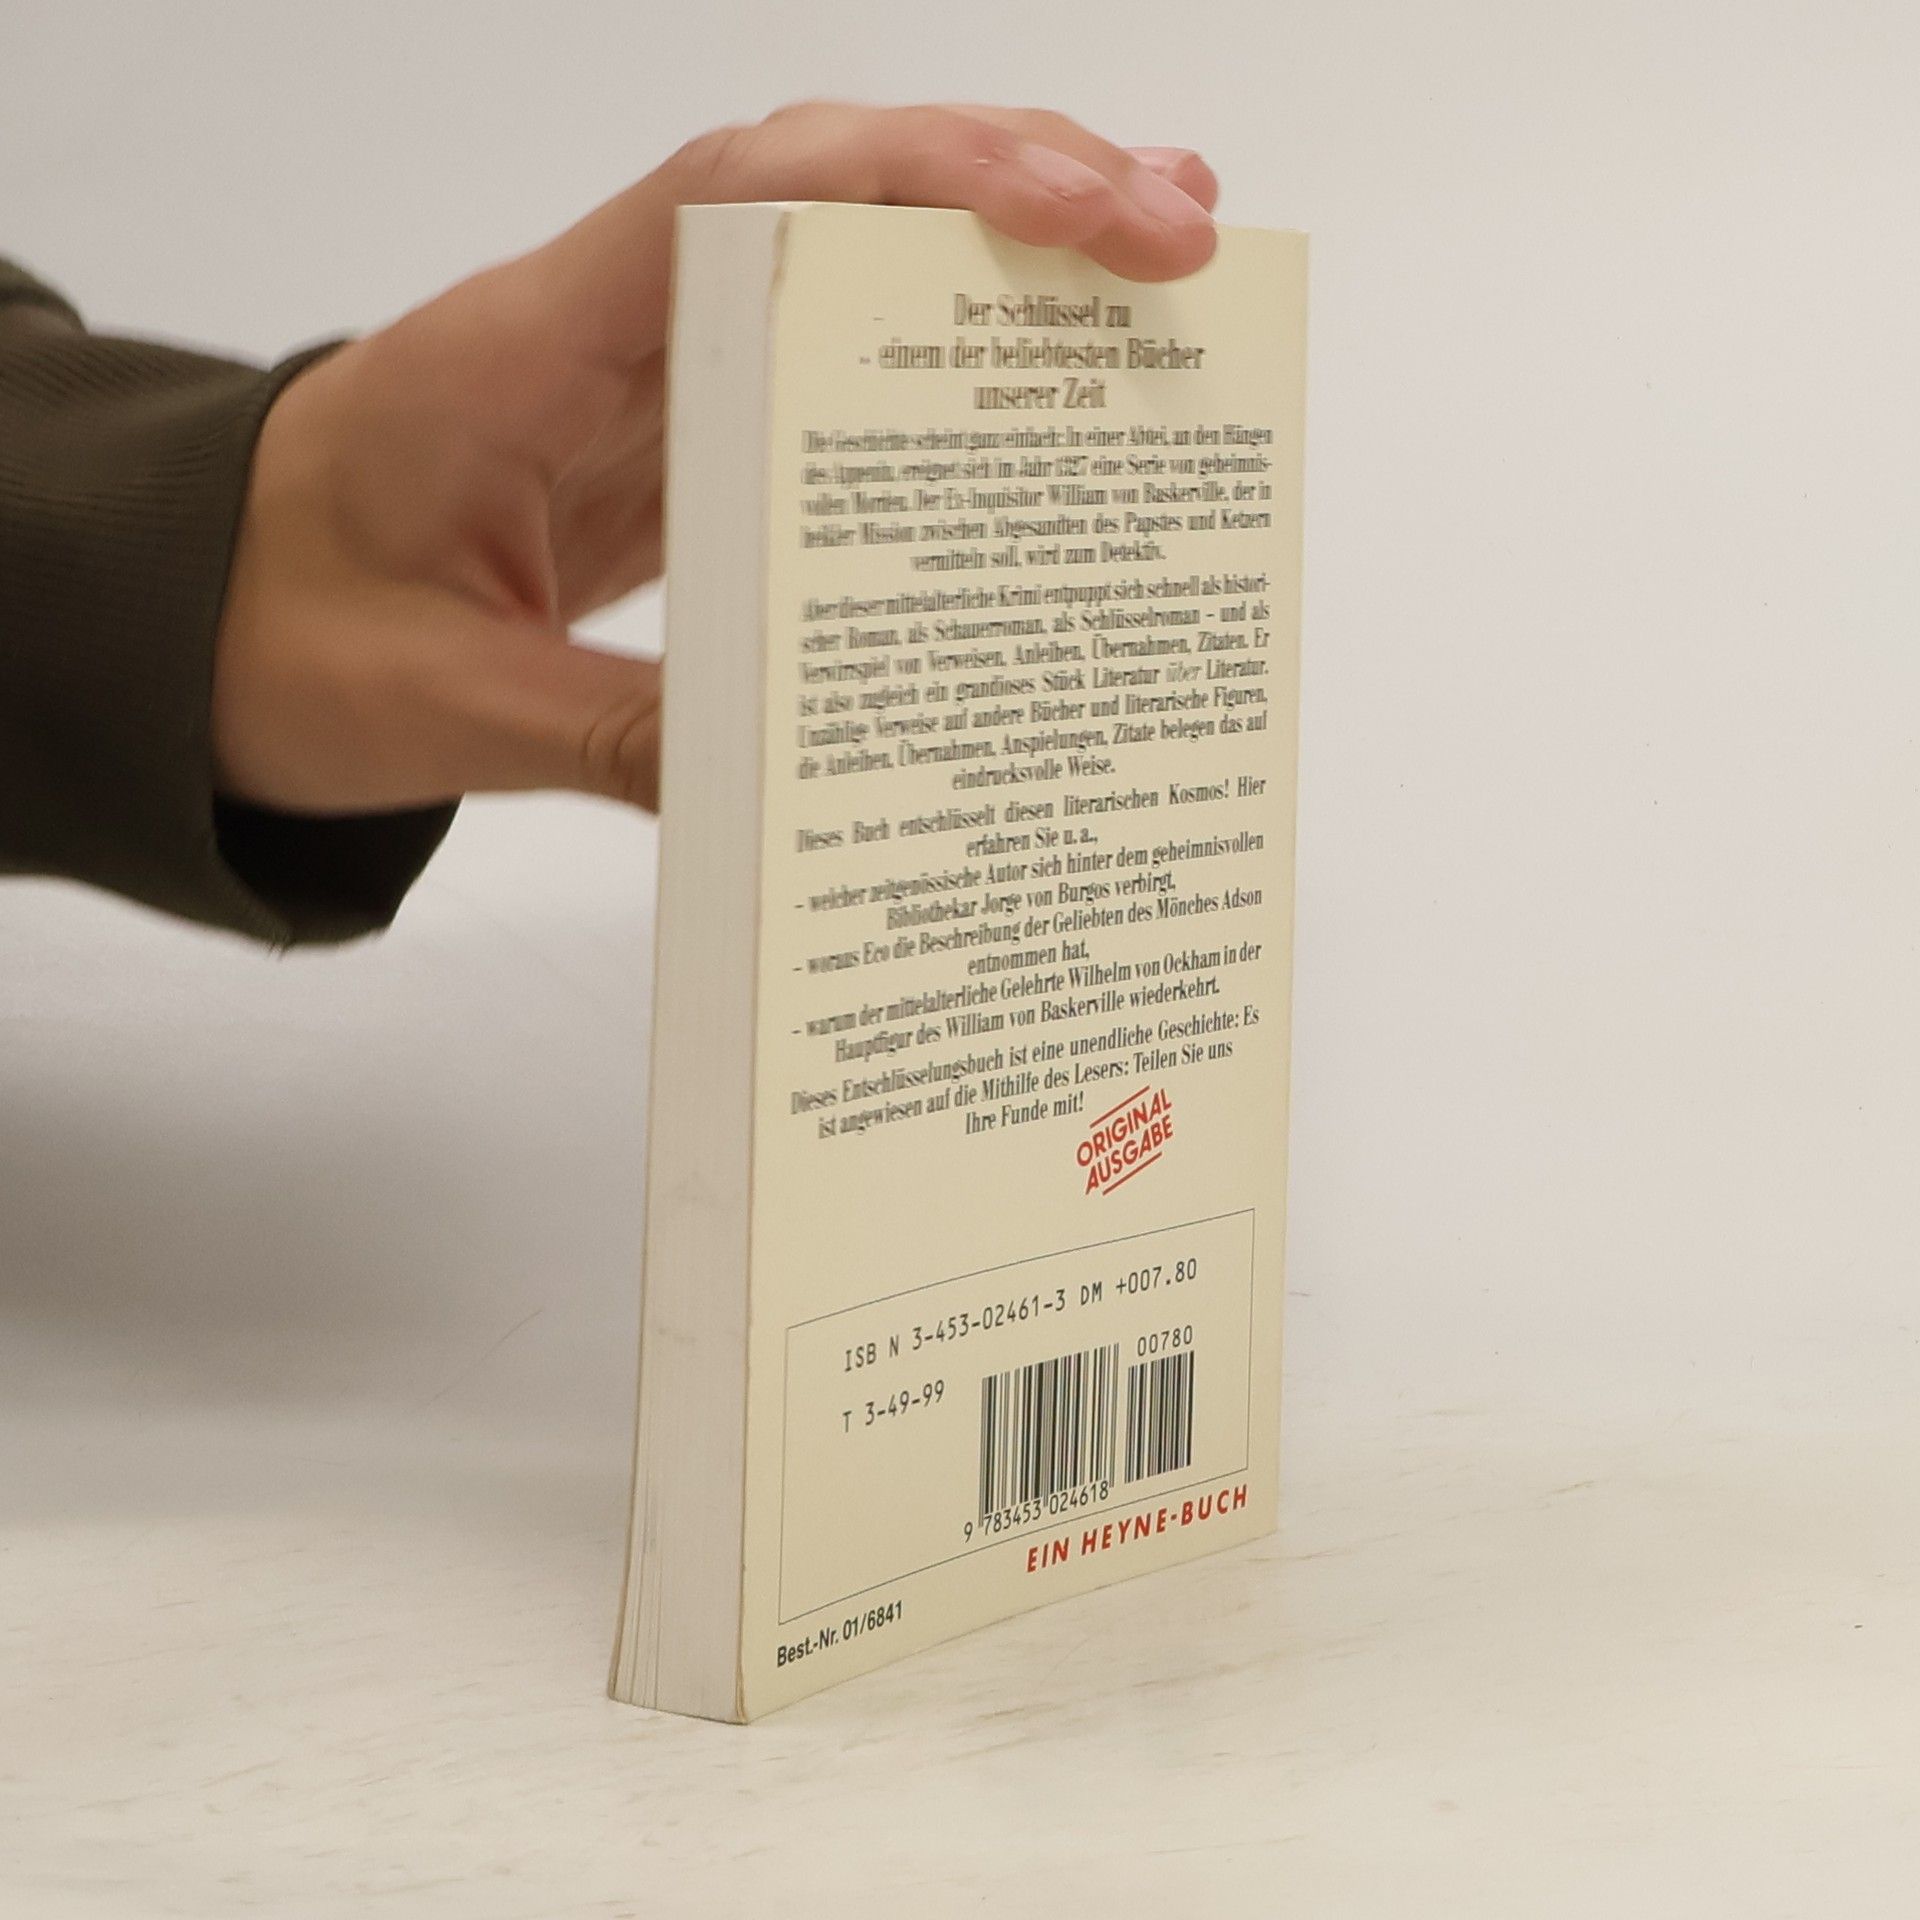 Der Schlüssel zu
einem der beliebtesten Bücher
unserer Zeit
Die Geschichte scheint ganz einfach: In einer Abtei, an den Hängen
des Appenin, ereignet sich im Jahr 1327 eine Serie von geheimnis-
vollen Morden. Der Ex-Inquisitor William von Baskerville, der in
heikler Mission zwischen Abgesandten des Papstes und Ketzern
vermitteln soll, wird zum Detektiv.
Aber dieser mittelalterliche Krimi entpuppt sich schnell als histori-
scher Roman, als Schauerroman, als Schlüsselroman – und als
Verwirrspiel von Verweisen, Anleihen, Übernahmen, Zitaten. Er
ist also zugleich ein grandioses Stück Literatur über Literatur.
Unzählige Verweise auf andere Bücher und literarische Figuren,
die Anleihen, Übernahmen, Anspielungen, Zitate belegen das auf
eindrucksvolle Weise.
Dieses Buch entschlüsselt diesen literarischen Kosmos! Hier
erfahren Sie u. a.,
– welcher zeitgenössische Autor sich hinter dem geheimnisvollen
Bibliothekar Jorge von Burgos verbirgt,
– woraus Eco die Beschreibung der Geliebten des Mönches Adson
entnommen hat,
– warum der mittelalterliche Gelehrte Wilhelm von Ockham in der
Hauptfigur des William von Baskerville wiederkehrt.
Dieses Entschlüsselungsbuch ist eine unendliche Geschichte: Es
ist angewiesen auf die Mithilfe des Lesers: Teilen Sie uns
Ihre Funde mit!
ORIGINAL
AUSGABE
ISB N 3-453-02461-3 DM +007.80
00780
T 3-49-99
9 783453 024618
EIN HEYNE-BUCH
Best.-Nr. 01/6841